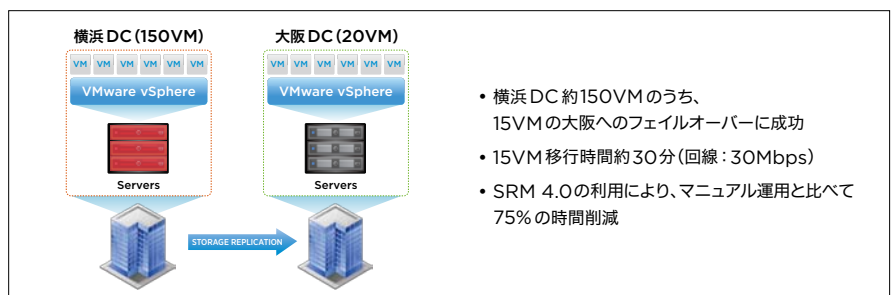 横浜DC(150VM)
VM VM VM VM VM VM
VMware vSphere
Servers
大阪DC(20VM)
VM VM VM VM VM VM
VMware vSphere
Servers
STORAGE REPLICATION
• 横浜DC約150VMのうち、
15VMの大阪へのフェイルオーバーに成功
• 15VM移行時間約30分(回線：30Mbps)
• SRM 4.0の利用により、マニュアル運用と比べて
75%の時間削減